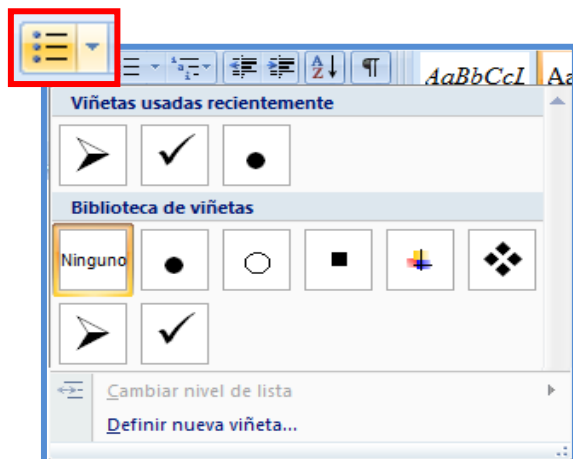 AaBbCcI Aa
Viñetas usadas recientemente
Biblioteca de viñetas
Ninguno
Cambiar nivel de lista
Definir nueva viñeta...